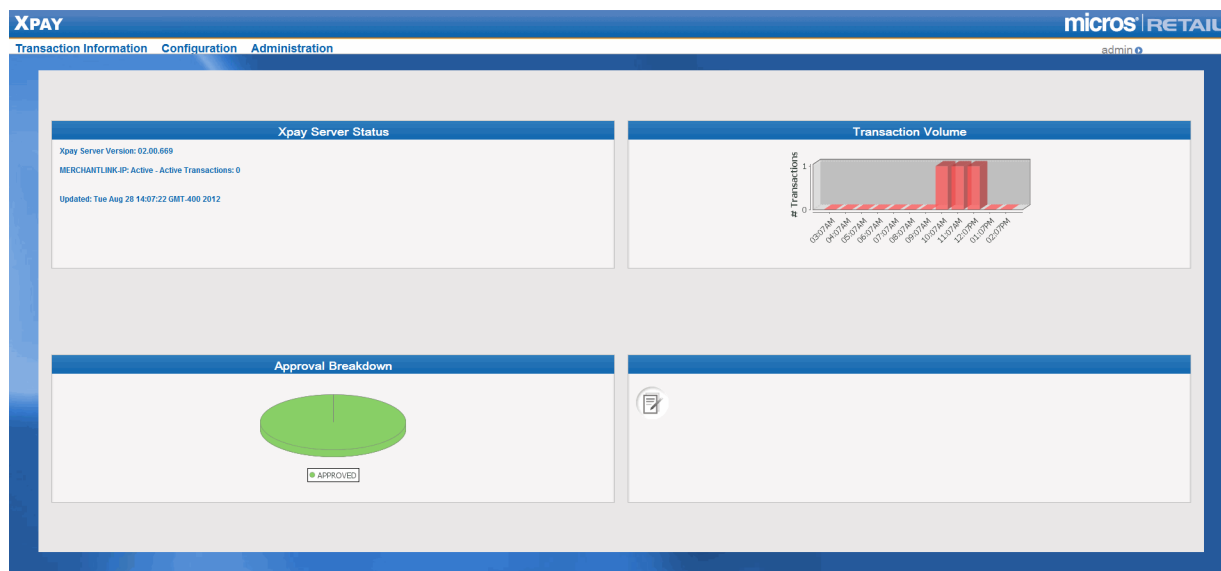 XPAY
micros RETAIL
Transaction Information Configuration Administration
admin
Xpay Server Status
Xpay Server Version: 02.00.669
MERCHANTLINK-IP: Active - Active Transactions: 0
Updated: Tue Aug 28 14:07:22 GMT-400 2012
Transaction Volume
# Transactions
1
0
03:07AM
04:07AM
05:07AM
06:07AM
07:07AM
08:07AM
09:07AM
10:07AM
11:07AM
12:07PM
01:07PM
02:07PM
Approval Breakdown
APPROVED